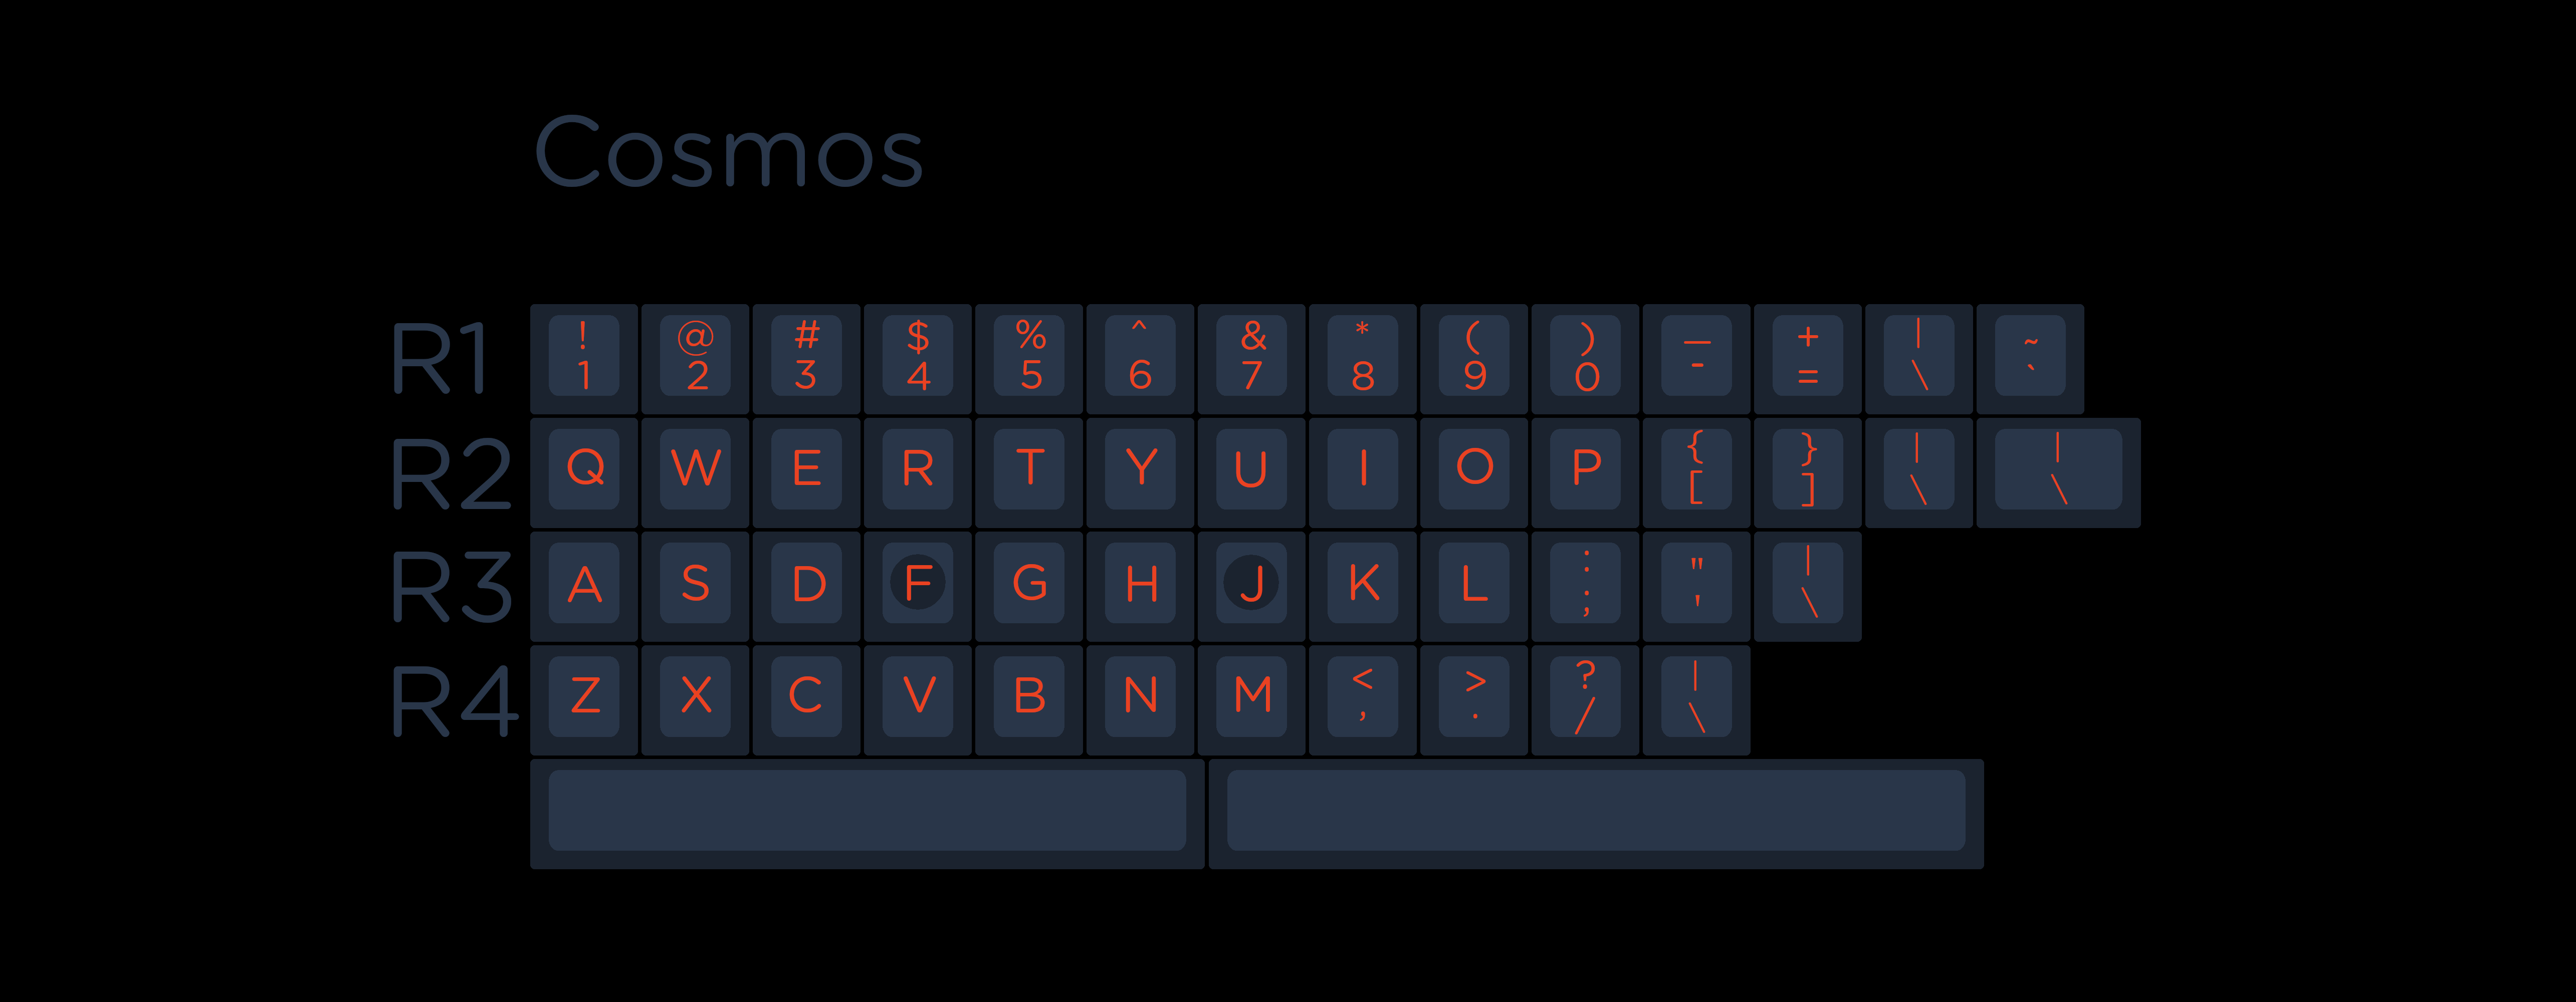 Cosmos
R1 ! 1 @ 2 # 3 $ 4 % 5 ^ 6 & 7 * 8 ( 9 ) 0 — - + = | \ ~ `
R2 Q W E R T Y U I O P { [ } ] | \ | \
R3 A S D F G H J K L : ; " ' | \
R4 Z X C V B N M < , > . ? / | \